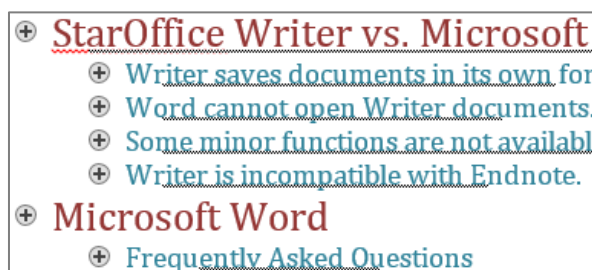 StarOffice Writer vs. Microsoft
Writer saves documents in its own for
Word cannot open Writer documents.
Some minor functions are not availabl
Writer is incompatible with Endnote.
Microsoft Word
Frequently Asked Questions